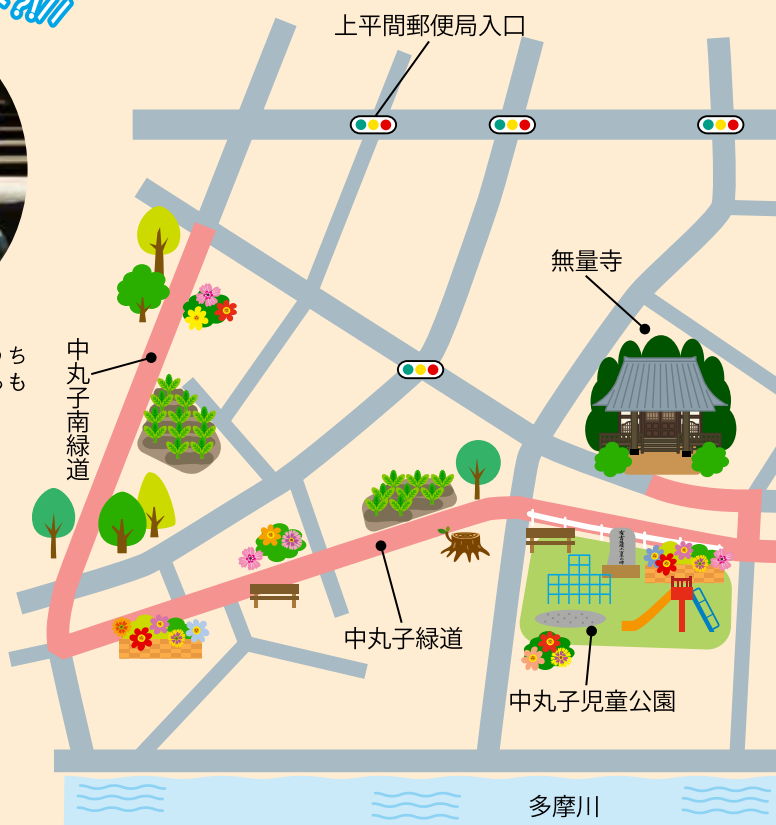 上平間郵便局入口
無量寺
ち
も
中丸子南緑道
中丸子緑道
中丸子児童公園
多摩川